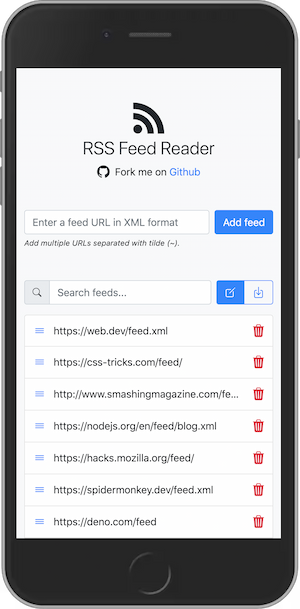 RSS Feed Reader
Fork me on Github
Enter a feed URL in XML format
Add feed
Add multiple URLs separated with tilde (~).
Search feeds...
https://web.dev/feed.xml
https://css-tricks.com/feed/
http://www.smashingmagazine.com/fe...
https://nodejs.org/en/feed/blog.xml
https://hacks.mozilla.org/feed/
https://spidermonkey.dev/feed.xml
https://deno.com/feed